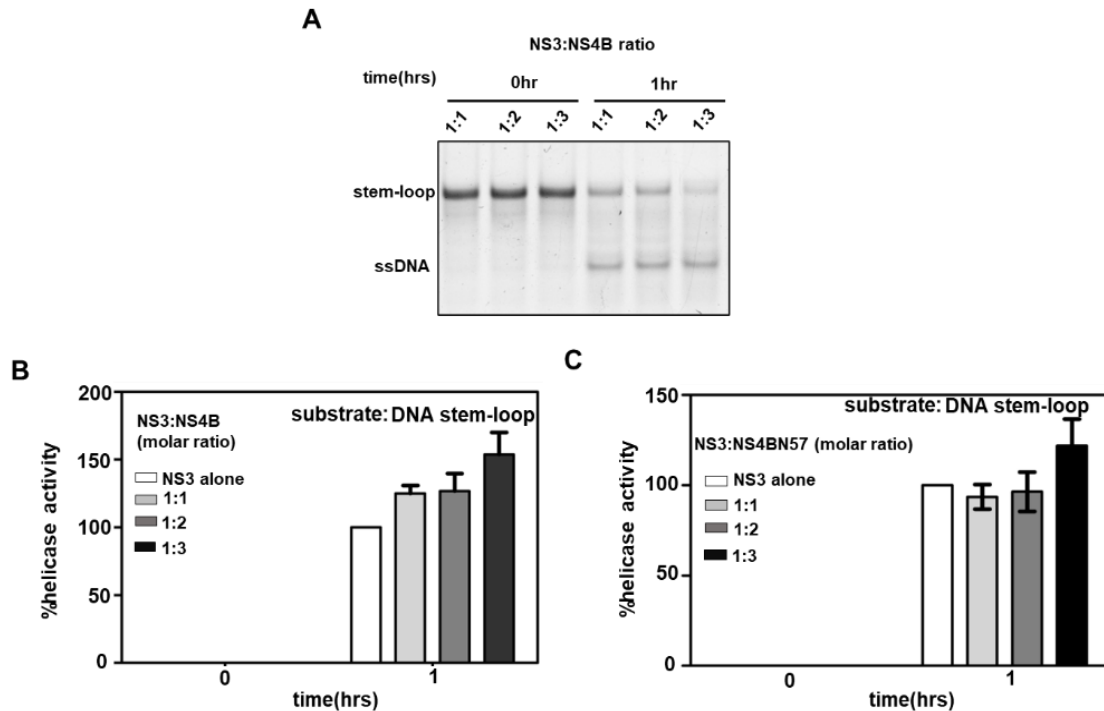 A
NS3:NS4B ratio
time(hrs) 0hr 1hr
1:1 1:2 1:3 1:1 1:2 1:3
stem-loop
ssDNA
B
%helicase activity
200
150
100
50
0
NS3:NS4B
(molar ratio)
NS3 alone
1:1
1:2
1:3
substrate: DNA stem-loop
0 1
time(hrs)
C
%helicase activity
150
100
50
0
substrate: DNA stem-loop
NS3:NS4BN57 (molar ratio)
NS3 alone
1:1
1:2
1:3
0 1
time(hrs)